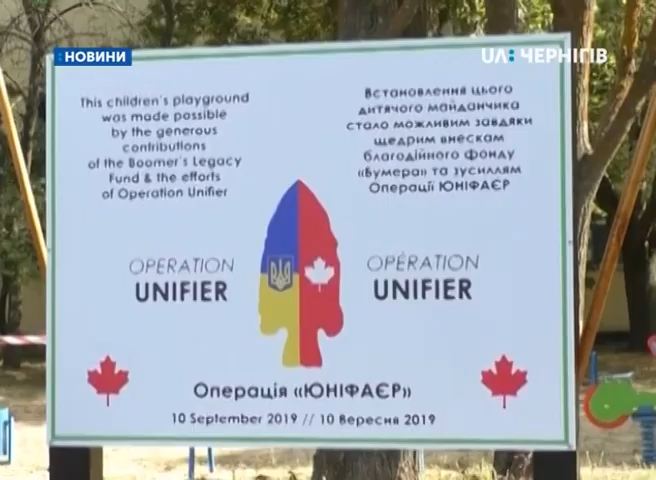 НОВИНИ
UA: ЧЕРНІГІВ
This children's playground
was made possible
by the generous
contributions
of the Boomer's Legacy
Fund & the efforts
of Operation Unifier
Встановлення цього
дитячого майданчика
стало можливим завдяки
щедрим внескам
благодійного фонду
«Бумера» та зусиллям
Операції ЮНІФАЄР
OPERATION
UNIFIER
OPÉRATION
UNIFIER
Операція «ЮНІФАЄР»
10 September 2019 // 10 Вересня 2019